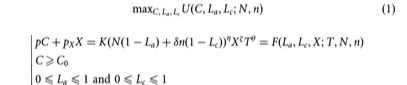 max_{C,L_a,L_c} U(C, L_a, L_c; N, n) (1)
pC + p_X X = K(N(1 − L_a) + δn(1 − L_c))^η X^ζ T^θ = F(L_a, L_c, X; T, N, n)
C ⩾ C_0
0 ⩽ L_a ⩽ 1 and 0 ⩽ L_c ⩽ 1